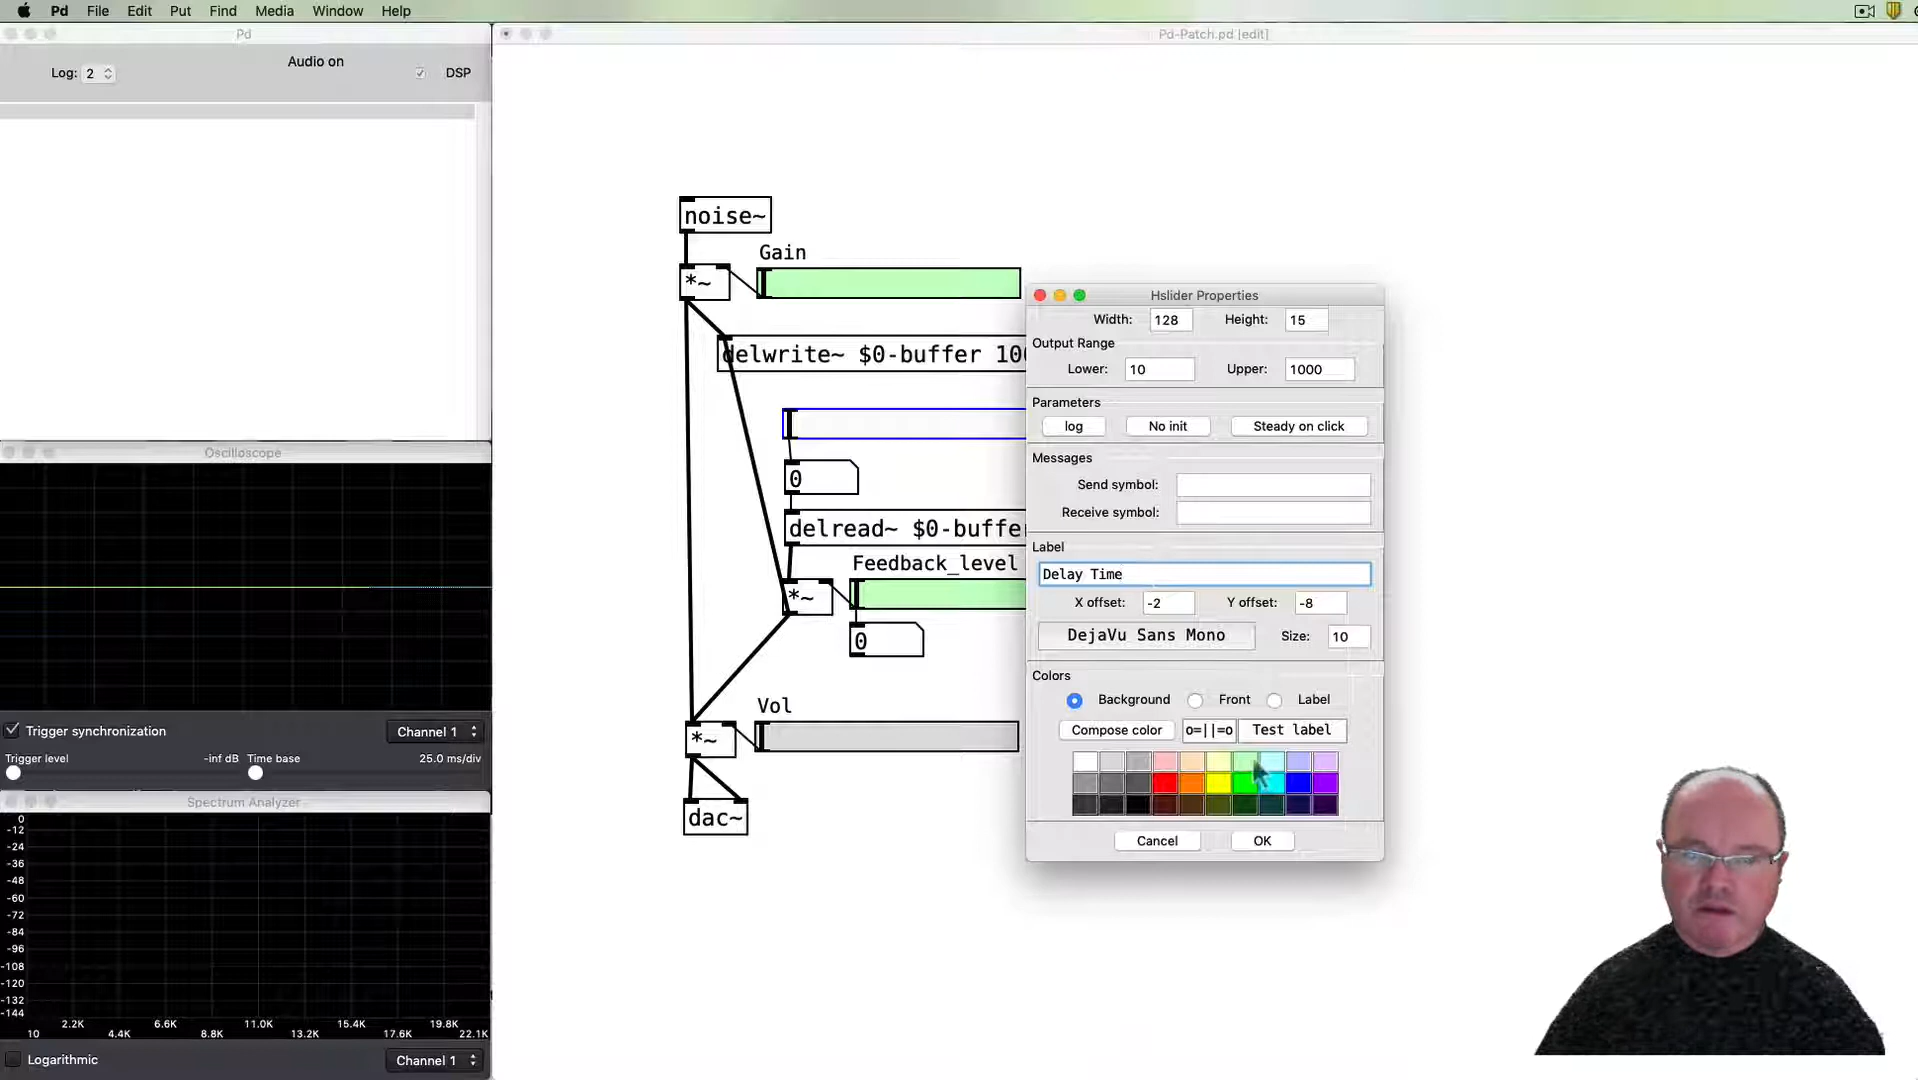 Pd File Edit Put Find Media Window Help
Pd
Pd-Patch.pd [edit]
Log: 2
Audio on
DSP
noise~
Gain
*~
delwrite~ $0-buffer 100
0
delread~ $0-buffe
Feedback_level
*~
0
Vol
*~
dac~
Hslider Properties
Width: 128 Height: 15
Output Range
Lower: 10 Upper: 1000
Parameters
log No init Steady on click
Messages
Send symbol:
Receive symbol:
Label
Delay Time
X offset: -2 Y offset: -8
DejaVu Sans Mono Size: 10
Colors
Background Front Label
Compose color o=||=o Test label
Cancel OK
Oscilloscope
Trigger synchronization Channel 1
Trigger level -inf dB Time base 25.0 ms/div
Spectrum Analyzer
0
-12
-24
-36
-48
-60
-72
-84
-96
-108
-120
-132
-144
2.2K 6.6K 11.0K 15.4K 19.8K
10 4.4K 8.8K 13.2K 17.6K 22.1K
Logarithmic Channel 1